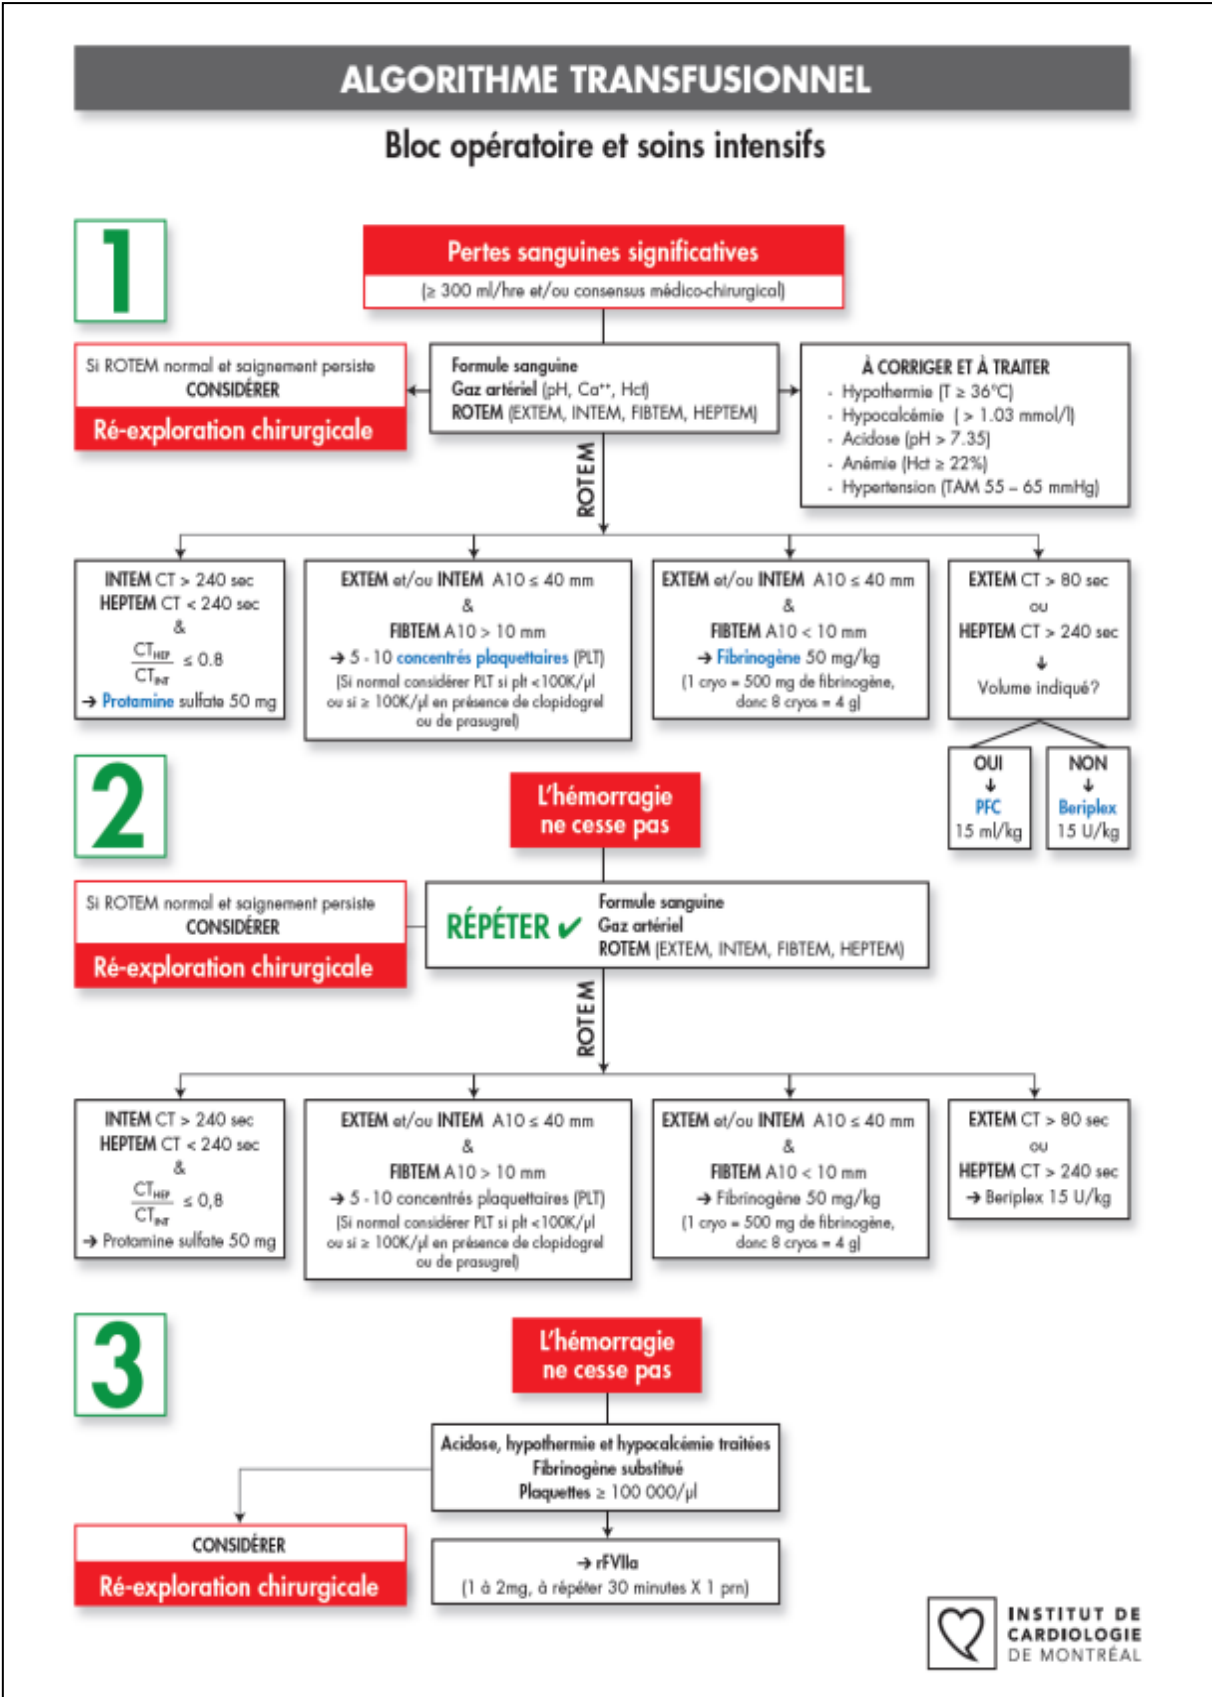 ALGORITHME TRANSFUSIONNEL
Bloc opératoire et soins intensifs
1
Pertes sanguines significatives
(≥ 300 ml/hre et/ou consensus médico-chirurgical)
Si ROTEM normal et saignement persiste
CONSIDÉRER
Ré-exploration chirurgicale
Formule sanguine
Gaz artériel (pH, Ca⁺⁺, Hct)
ROTEM (EXTEM, INTEM, FIBTEM, HEPTEM)
À CORRIGER ET À TRAITER
- Hypothermie (T ≥ 36°C)
- Hypocalcémie ( > 1.03 mmol/l)
- Acidose (pH > 7.35)
- Anémie (Hct ≥ 22%)
- Hypertension (TAM 55 – 65 mmHg)
ROTEM
INTEM CT > 240 sec
HEPTEM CT < 240 sec
&
CT_HEP
≤ 0.8
CT_INT
→ Protamine sulfate 50 mg
EXTEM et/ou INTEM A10 ≤ 40 mm
&
FIBTEM A10 > 10 mm
→ 5 - 10 concentrés plaquettaires (PLT)
(Si normal considérer PLT si plt <100K/µl
ou si ≥ 100K/µl en présence de clopidogrel
ou de prasugrel)
EXTEM et/ou INTEM A10 ≤ 40 mm
&
FIBTEM A10 < 10 mm
→ Fibrinogène 50 mg/kg
(1 cryo = 500 mg de fibrinogène,
donc 8 cryos = 4 g)
EXTEM CT > 80 sec
ou
HEPTEM CT > 240 sec
↓
Volume indiqué?
OUI
↓
PFC
15 ml/kg
NON
↓
Beriplex
15 U/kg
2
L'hémorragie
ne cesse pas
Si ROTEM normal et saignement persiste
CONSIDÉRER
Ré-exploration chirurgicale
RÉPÉTER ✔
Formule sanguine
Gaz artériel
ROTEM (EXTEM, INTEM, FIBTEM, HEPTEM)
ROTEM
INTEM CT > 240 sec
HEPTEM CT < 240 sec
&
CT_HEP
≤ 0,8
CT_INT
→ Protamine sulfate 50 mg
EXTEM et/ou INTEM A10 ≤ 40 mm
&
FIBTEM A10 > 10 mm
→ 5 - 10 concentrés plaquettaires (PLT)
(Si normal considérer PLT si plt <100K/µl
ou si ≥ 100K/µl en présence de clopidogrel
ou de prasugrel)
EXTEM et/ou INTEM A10 ≤ 40 mm
&
FIBTEM A10 < 10 mm
→ Fibrinogène 50 mg/kg
(1 cryo = 500 mg de fibrinogène,
donc 8 cryos = 4 g)
EXTEM CT > 80 sec
ou
HEPTEM CT > 240 sec
→ Beriplex 15 U/kg
3
L'hémorragie
ne cesse pas
Acidose, hypothermie et hypocalcémie traitées
Fibrinogène substitué
Plaquettes ≥ 100 000/µl
CONSIDÉRER
Ré-exploration chirurgicale
→ rFVIIa
(1 à 2mg, à répéter 30 minutes X 1 prn)
INSTITUT DE
CARDIOLOGIE
DE MONTRÉAL